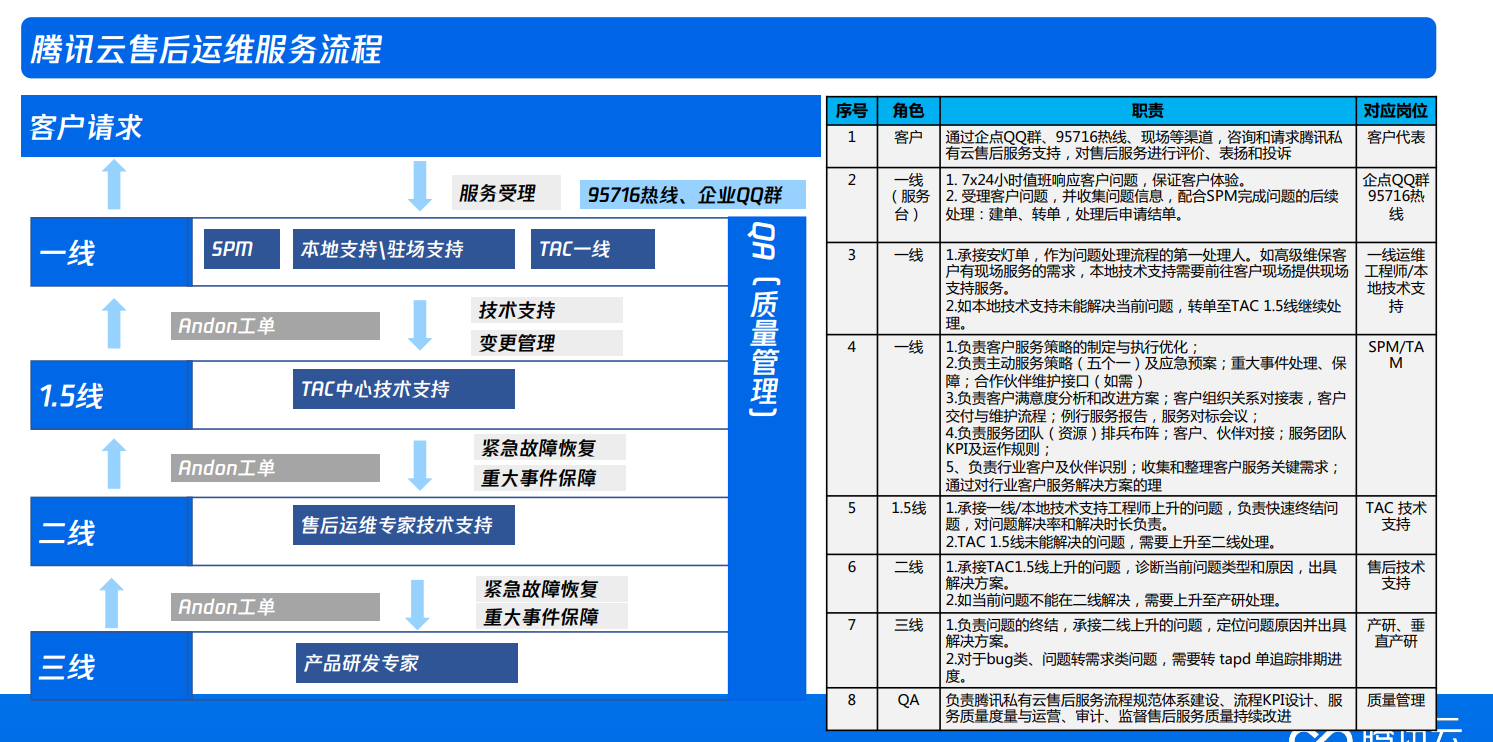 腾讯云售后运维服务流程
客户请求
服务受理
95716热线、企业QQ群
一线
SPM
本地支持\驻场支持
TAC一线
QA（质量管理）
Andon工单
技术支持
变更管理
1.5线
TAC中心技术支持
Andon工单
紧急故障恢复
重大事件保障
二线
售后运维专家技术支持
Andon工单
紧急故障恢复
重大事件保障
三线
产品研发专家
序号 角色 职责 对应岗位
1 客户 通过企点QQ群、95716热线、现场等渠道，咨询和请求腾讯私 客户代表
有云售后服务支持，对售后服务进行评价、表扬和投诉
2 一线 1. 7x24小时值班响应客户问题，保证客户体验。 企点QQ群
（服务 2. 受理客户问题，并收集问题信息，配合SPM完成问题的后续 95716热
台） 处理：建单、转单，处理后申请结单。 线
3 一线 1.承接安灯单，作为问题处理流程的第一处理人。如高级维保客 一线运维
户有现场服务的需求，本地技术支持需要前往客户现场提供现场 工程师/本
支持服务。 地技术支
2.如本地技术支持未能解决当前问题，转单至TAC 1.5线继续处 持
理。
4 一线 1.负责客户服务策略的制定与执行优化； SPM/TA
2.负责主动服务策略（五个一）及应急预案；重大事件处理、保 M
障；合作伙伴维护接口（如需）
3.负责客户满意度分析和改进方案；客户组织关系对接表，客户
交付与维护流程；例行服务报告，服务对标会议；
4.负责服务团队（资源）排兵布阵；客户、伙伴对接；服务团队
KPI及运作规则；
5、负责行业客户及伙伴识别；收集和整理客户服务关键需求；
通过对行业客户服务解决方案的理
5 1.5线 1.承接一线/本地技术支持工程师上升的问题，负责快速终结问 TAC 技术
题，对问题解决率和解决时长负责。 支持
2.TAC 1.5线未能解决的问题，需要上升至二线处理。
6 二线 1.承接TAC1.5线上升的问题，诊断当前问题类型和原因，出具 售后技术
解决方案。 支持
2.如当前问题不能在二线解决，需要上升至产研处理。
7 三线 1.负责问题的终结，承接二线上升的问题，定位问题原因并出具 产研、垂
解决方案。 直产研
2.对于bug类、问题转需求类问题，需要转 tapd 单追踪排期进
度。
8 QA 负责腾讯私有云售后服务流程规范体系建设、流程KPI设计、服 质量管理
务质量度量与运营、审计、监督售后服务质量持续改进
腾讯云